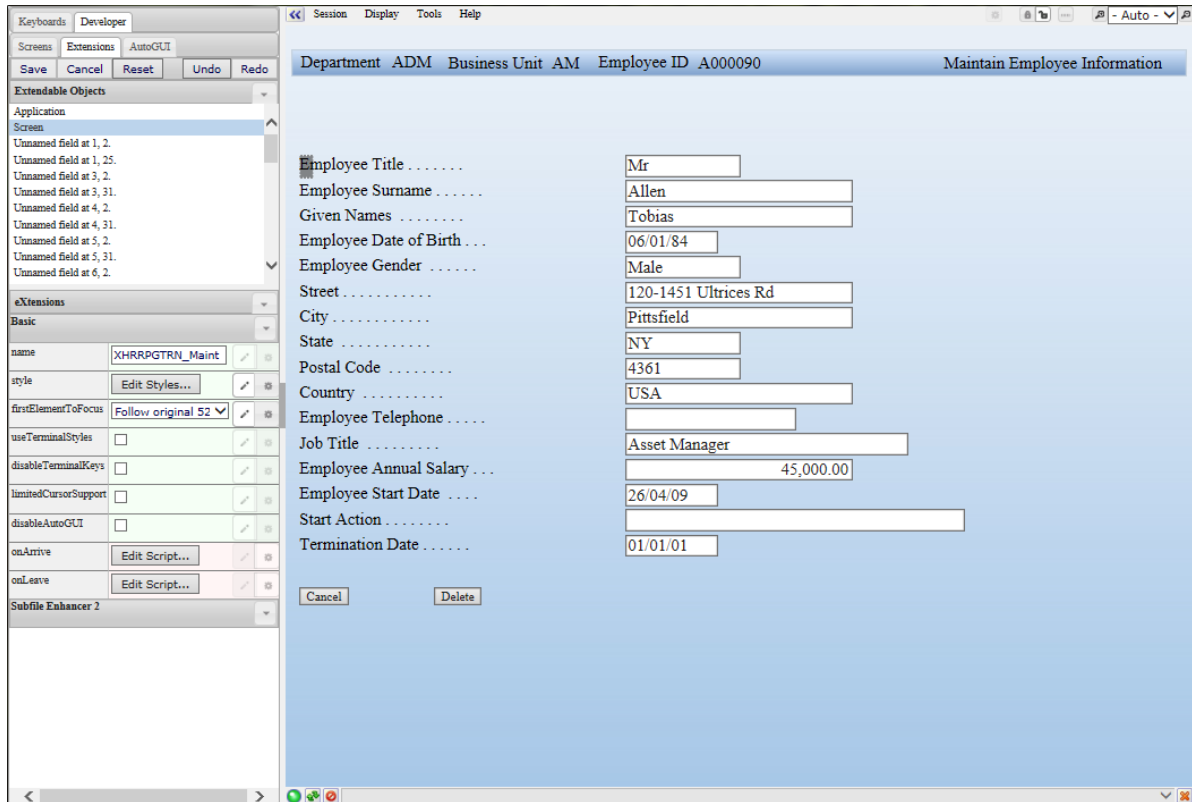 Keyboards Developer
Screens Extensions AutoGUI
Save Cancel Reset Undo Redo
Extendable Objects
Application
Screen
Unnamed field at 1, 2.
Unnamed field at 1, 25.
Unnamed field at 3, 2.
Unnamed field at 3, 31.
Unnamed field at 4, 2.
Unnamed field at 4, 31.
Unnamed field at 5, 2.
Unnamed field at 5, 31.
Unnamed field at 6, 2.
eXtensions
Basic
name XHRRPGTRN_Maint
style Edit Styles...
firstElementToFocus Follow original 52
useTerminalStyles
disableTerminalKeys
limitedCursorSupport
disableAutoGUI
onArrive Edit Script...
onLeave Edit Script...
Subfile Enhancer 2
Session Display Tools Help - Auto -
Department ADM Business Unit AM Employee ID A000090 Maintain Employee Information
Employee Title . . . . . . . Mr
Employee Surname . . . . . . Allen
Given Names . . . . . . . . Tobias
Employee Date of Birth . . . 06/01/84
Employee Gender . . . . . . Male
Street . . . . . . . . . . . 120-1451 Ultrices Rd
City . . . . . . . . . . . . Pittsfield
State . . . . . . . . . . . NY
Postal Code . . . . . . . . 4361
Country . . . . . . . . . . USA
Employee Telephone . . . . .
Job Title . . . . . . . . . Asset Manager
Employee Annual Salary . . . 45,000.00
Employee Start Date . . . . 26/04/09
Start Action . . . . . . . .
Termination Date . . . . . . 01/01/01
Cancel Delete